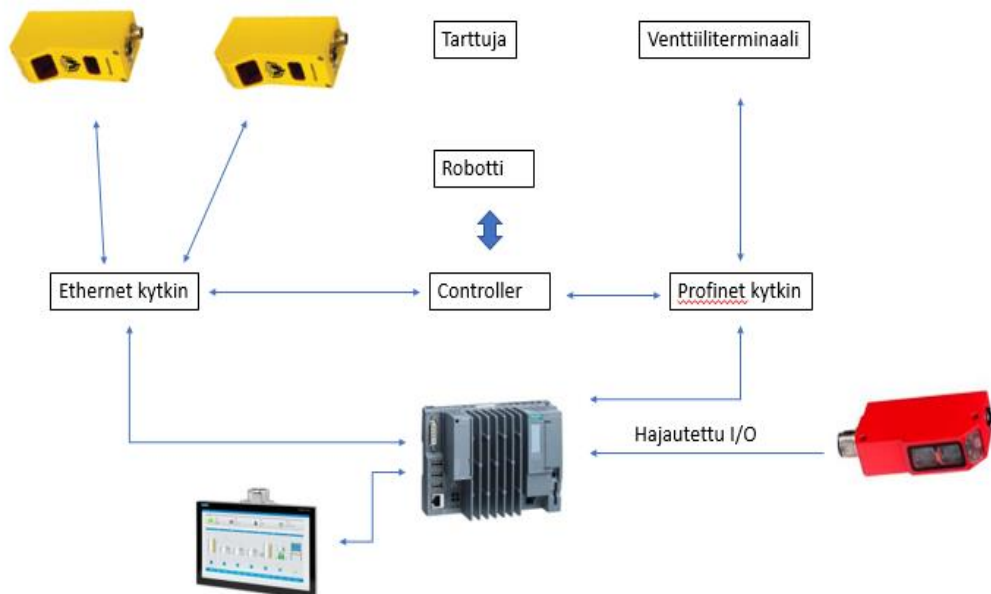 Tarttuja
Venttiiliterminaali
Robotti
Ethernet kytkin
Controller
Profinet kytkin
Hajautettu I/O